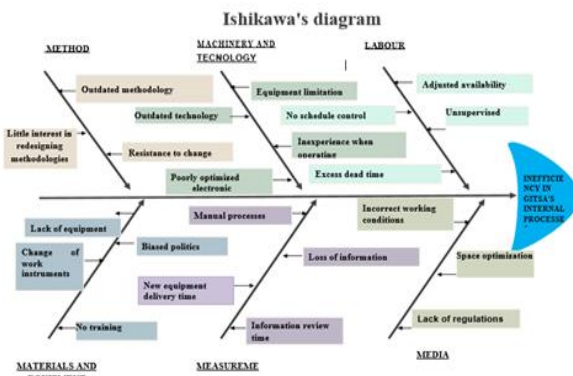 Ishikawa's diagram
METHOD
MACHINERY AND
TECNOLOGY
LABOUR
Outdated methodology
Equipment limitation
Adjusted availability
Outdated technology
No schedule control
Unsupervised
Little interest in
redesigning
methodologies
Resistance to change
Inexperience when
operating
Poorly optimized
electronic
Excess dead time
INEFFICIE
NCY IN
GITSA'S
INTERNAL
PROCESSE
Lack of equipment
Manual processes
Incorrect working
conditions
Change of
work
instruments
Biased politics
Loss of information
Space optimization
New equipment
delivery time
No training
Information review
time
Lack of regulations
MATERIALS AND
MEASUREME
MEDIA